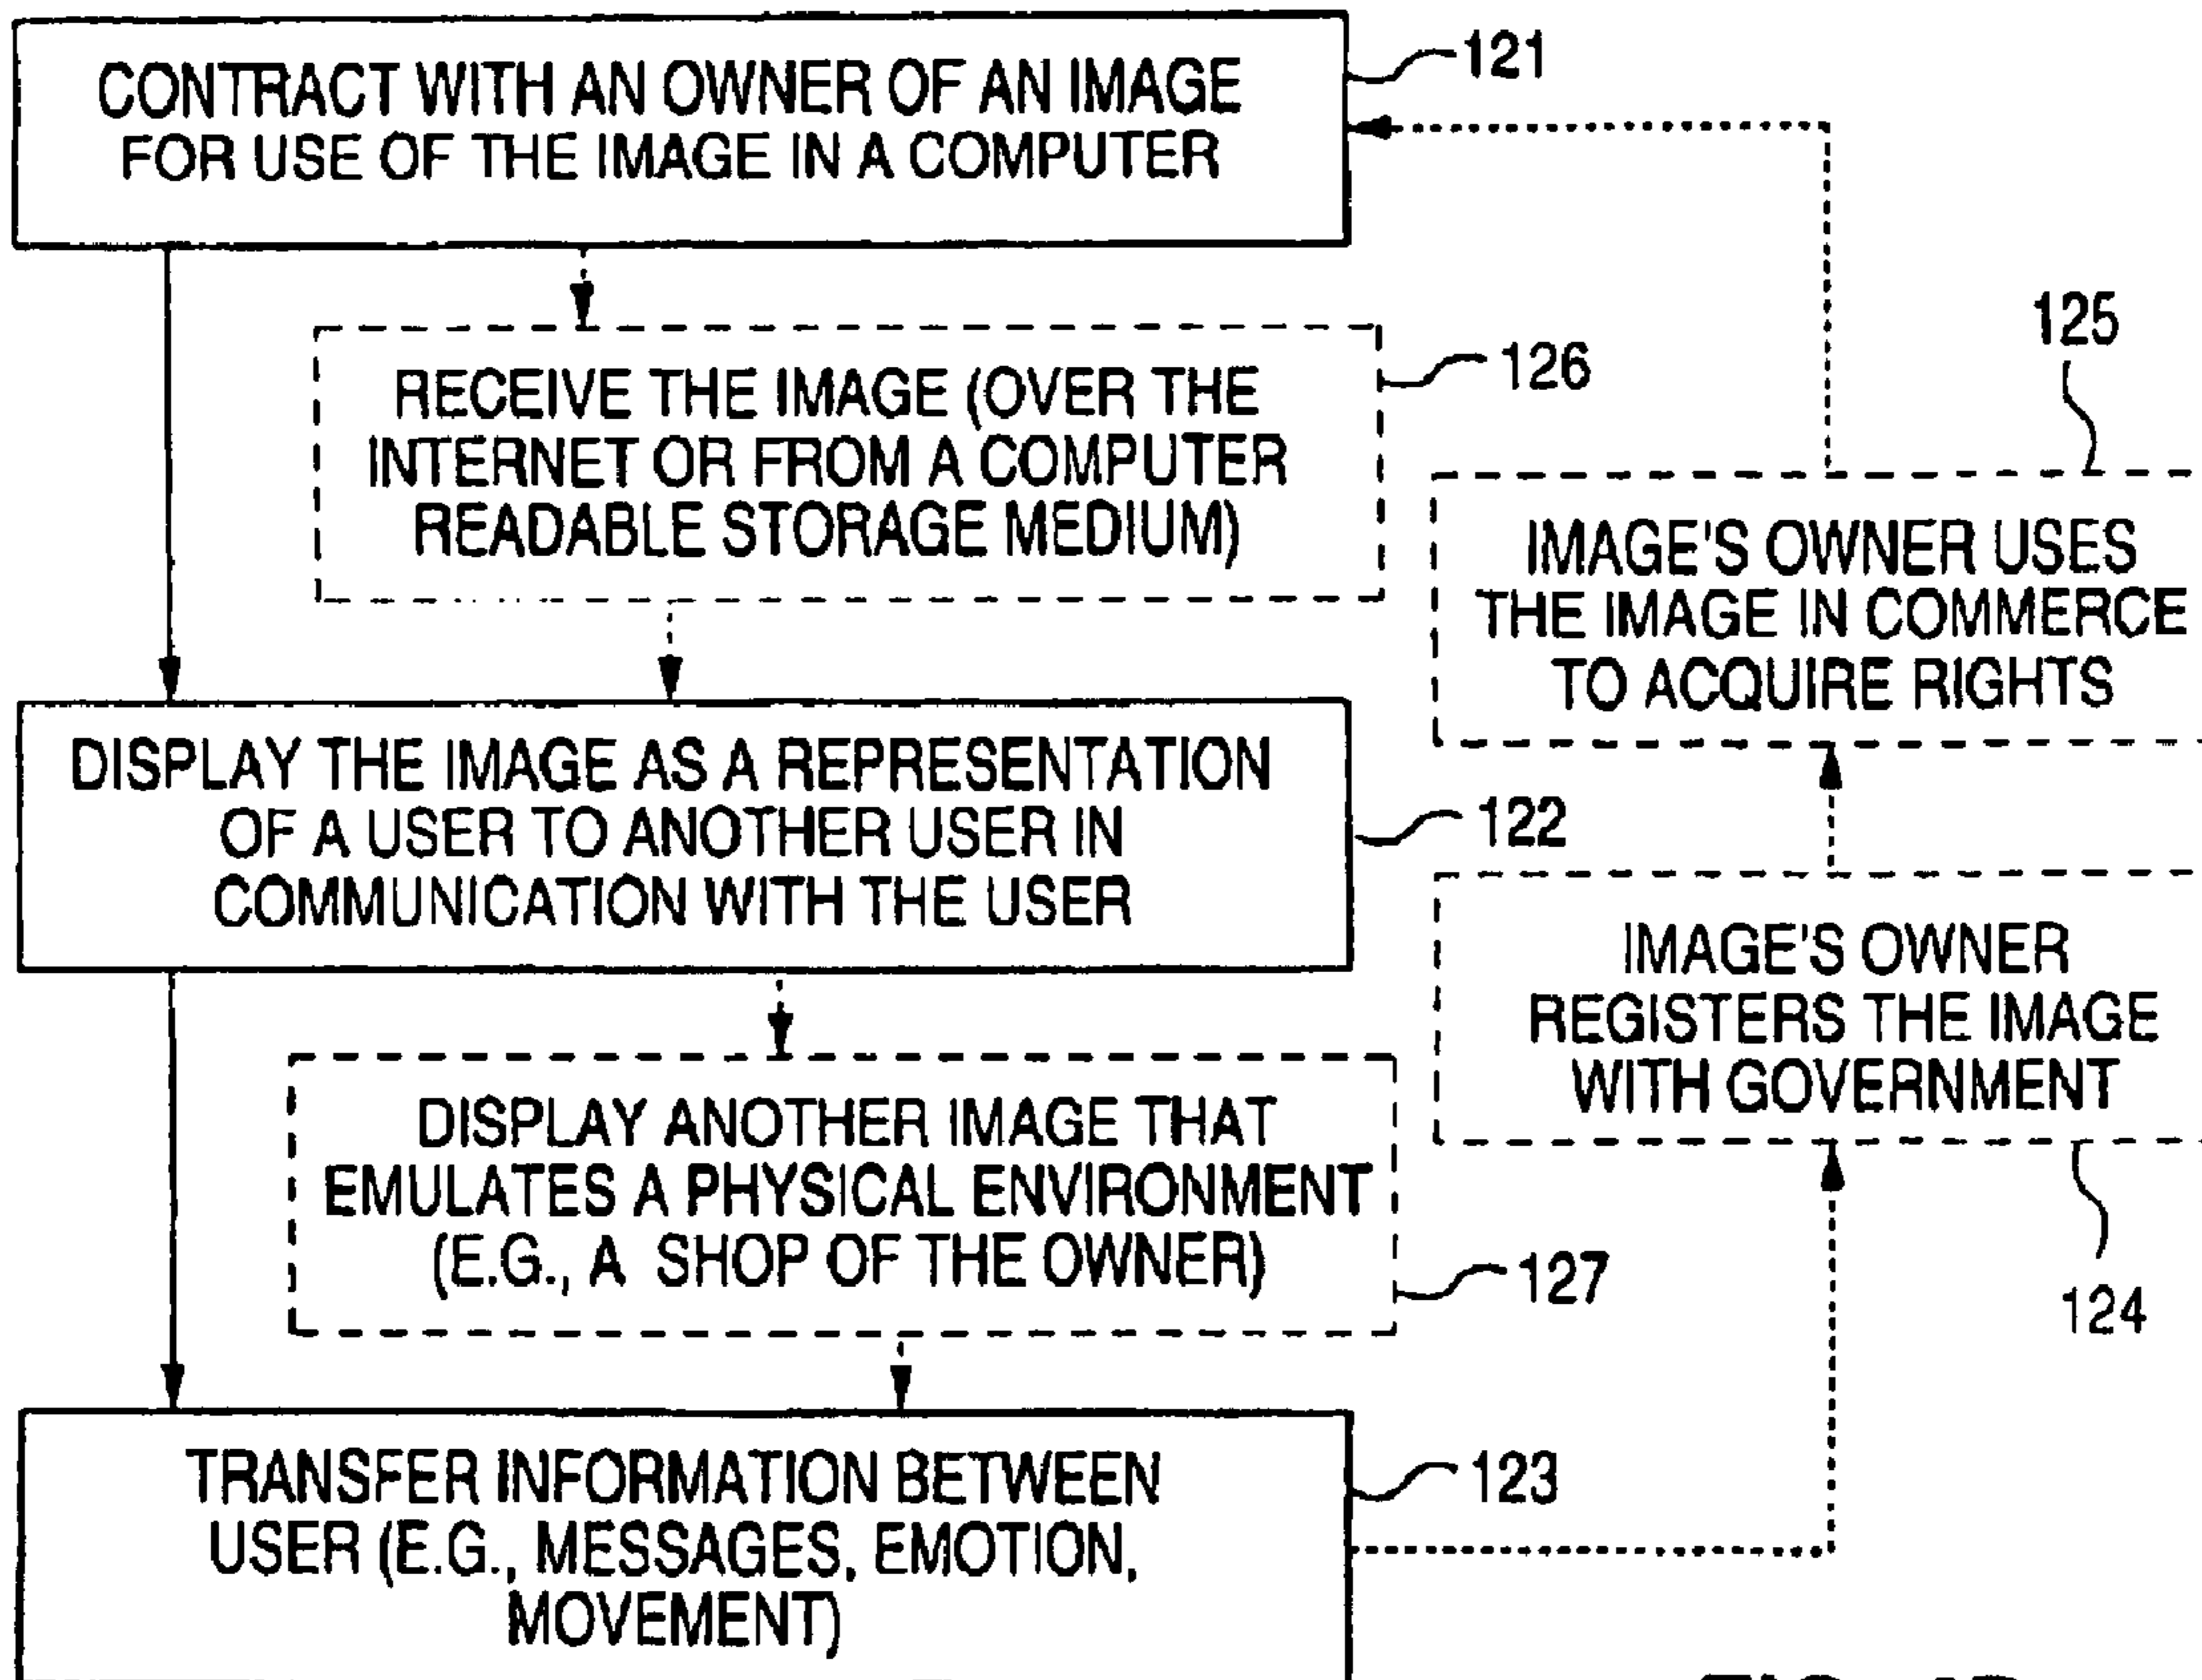 CONTRACT WITH AN OWNER OF AN IMAGE
FOR USE OF THE IMAGE IN A COMPUTER
121
RECEIVE THE IMAGE (OVER THE
INTERNET OR FROM A COMPUTER
READABLE STORAGE MEDIUM)
126
125
IMAGE'S OWNER USES
THE IMAGE IN COMMERCE
TO ACQUIRE RIGHTS
DISPLAY THE IMAGE AS A REPRESENTATION
OF A USER TO ANOTHER USER IN
COMMUNICATION WITH THE USER
122
IMAGE'S OWNER
REGISTERS THE IMAGE
WITH GOVERNMENT
124
DISPLAY ANOTHER IMAGE THAT
EMULATES A PHYSICAL ENVIRONMENT
(E.G., A SHOP OF THE OWNER)
127
TRANSFER INFORMATION BETWEEN
USER (E.G., MESSAGES, EMOTION,
MOVEMENT)
123